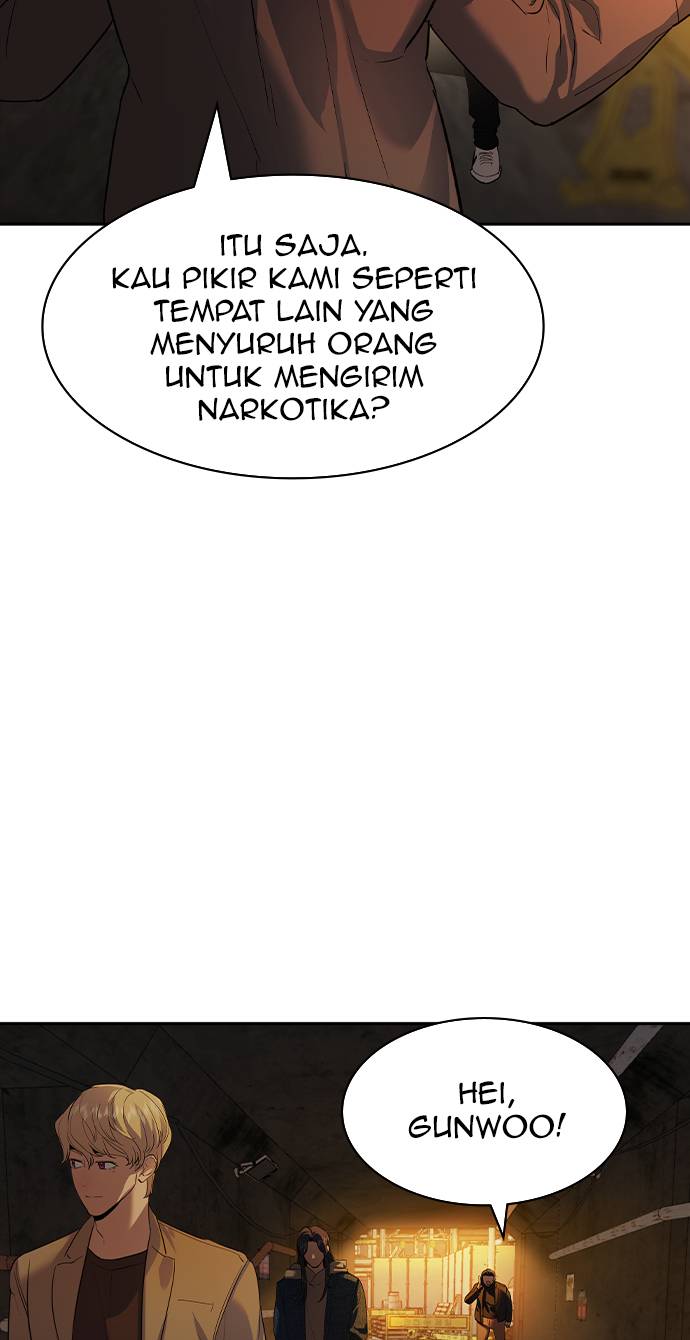 ITU SAJA.
KAU PIKIR KAMI SEPERTI
TEMPAT LAIN YANG
MENYURUH ORANG
UNTUK MENGIRIM
NARKOTIKA?
HEI,
GUNWOO!